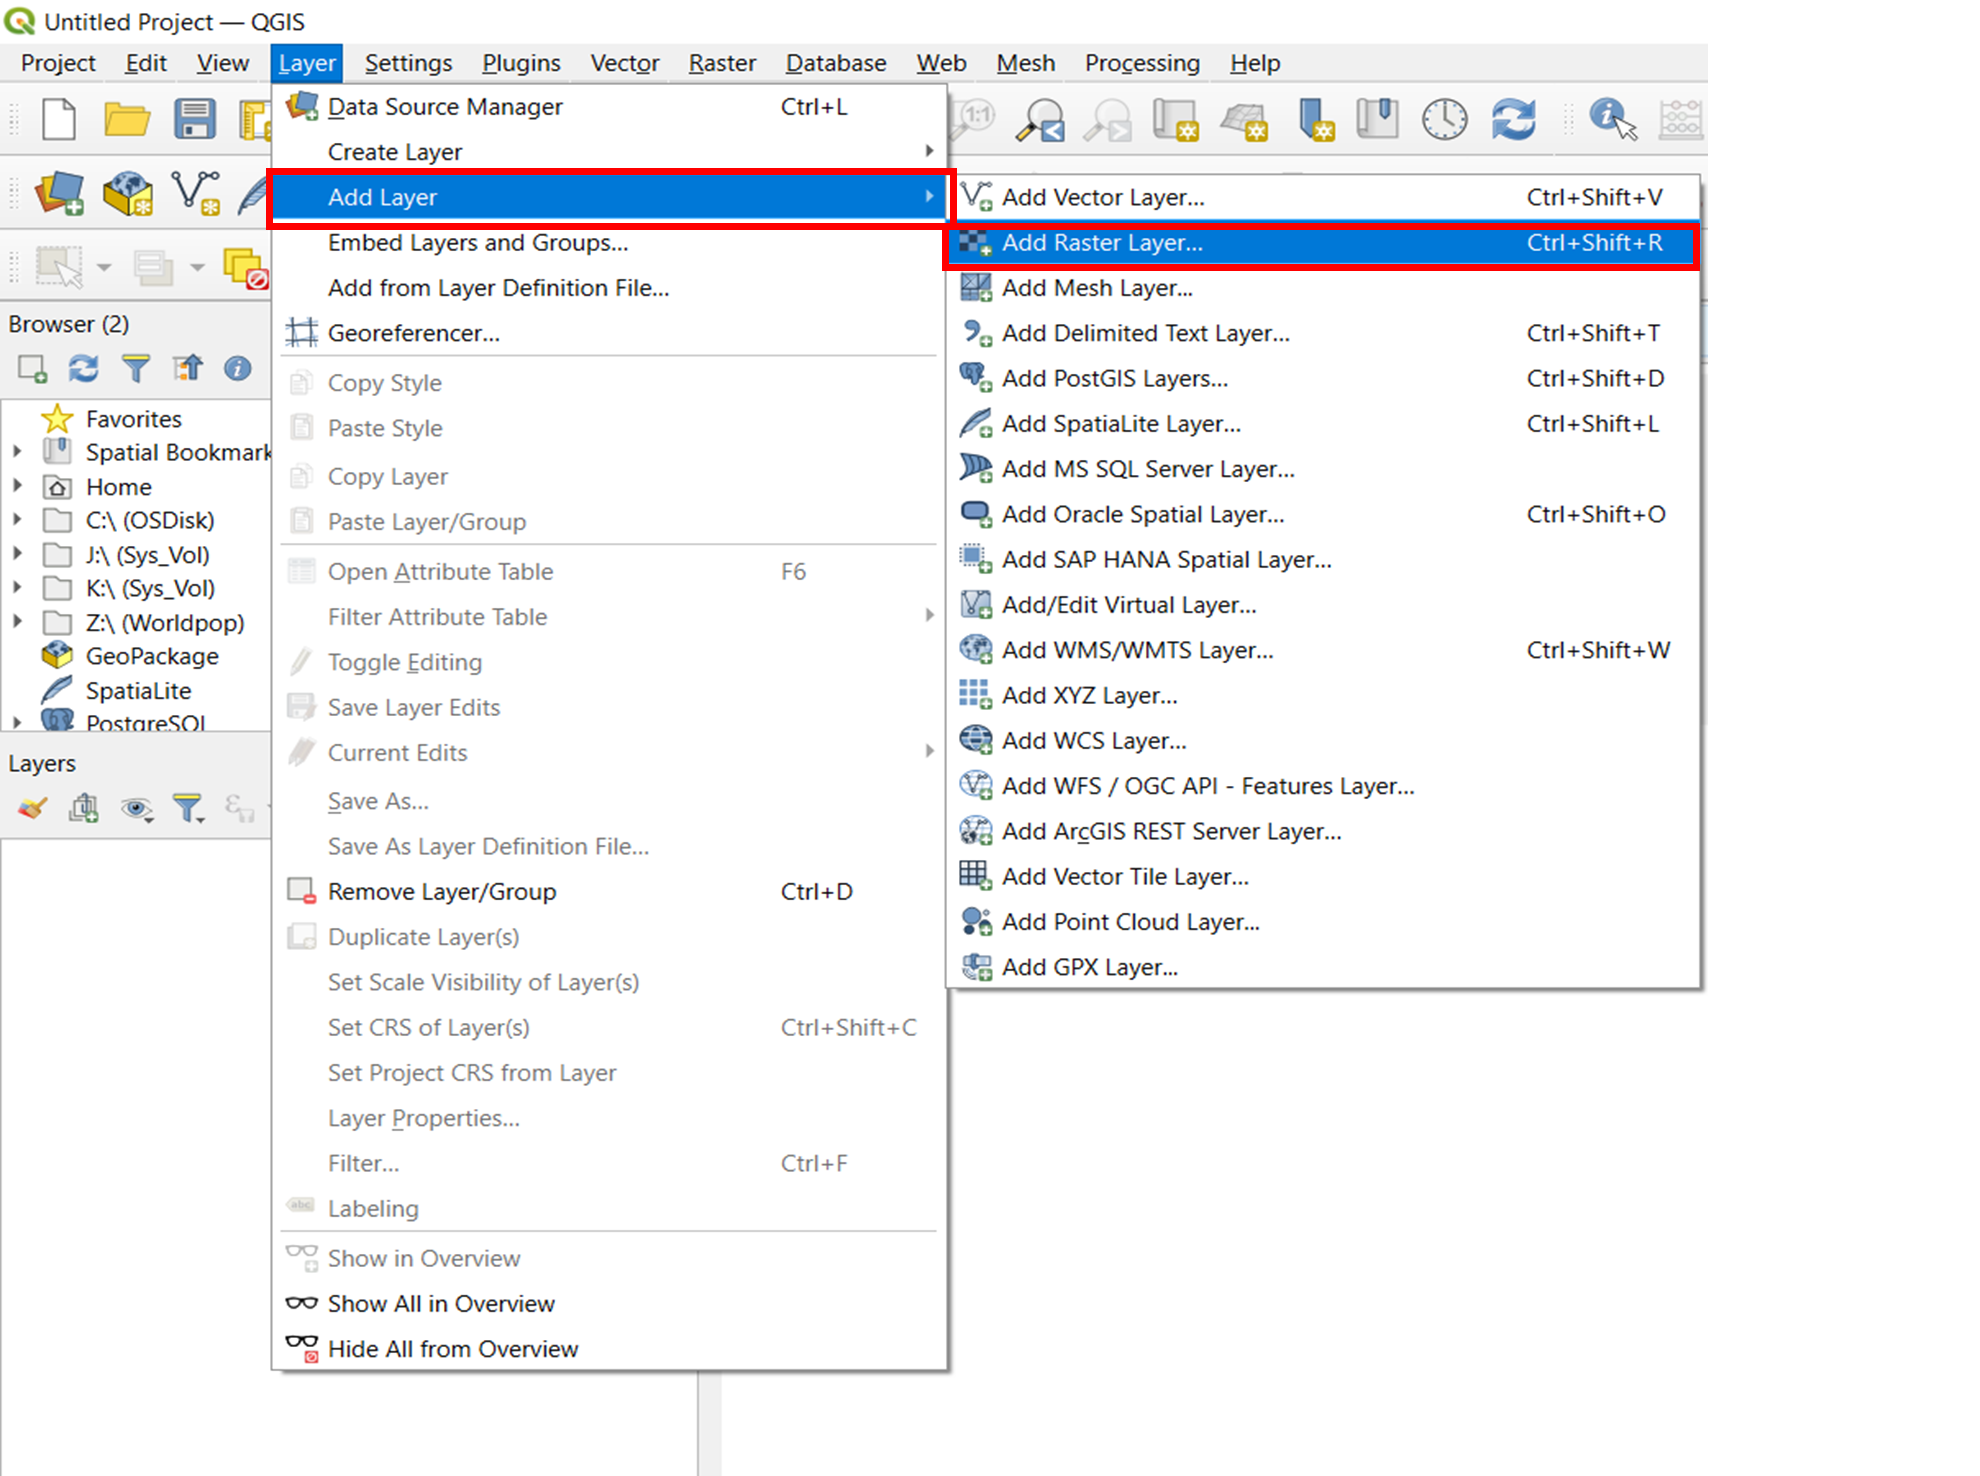 Untitled Project — QGIS
Project Edit View Layer Settings Plugins Vector Raster Database Web Mesh Processing Help
Data Source Manager Ctrl+L
Create Layer
Add Layer
Embed Layers and Groups...
Add from Layer Definition File...
Georeferencer...
Copy Style
Paste Style
Copy Layer
Paste Layer/Group
Open Attribute Table F6
Filter Attribute Table
Toggle Editing
Save Layer Edits
Current Edits
Save As...
Save As Layer Definition File...
Remove Layer/Group Ctrl+D
Duplicate Layer(s)
Set Scale Visibility of Layer(s)
Set CRS of Layer(s) Ctrl+Shift+C
Set Project CRS from Layer
Layer Properties...
Filter... Ctrl+F
abc Labeling
Show in Overview
Show All in Overview
Hide All from Overview
1:1
Add Vector Layer... Ctrl+Shift+V
Add Raster Layer... Ctrl+Shift+R
Add Mesh Layer...
Add Delimited Text Layer... Ctrl+Shift+T
Add PostGIS Layers... Ctrl+Shift+D
Add SpatiaLite Layer... Ctrl+Shift+L
Add MS SQL Server Layer...
Add Oracle Spatial Layer... Ctrl+Shift+O
Add SAP HANA Spatial Layer...
Add/Edit Virtual Layer...
Add WMS/WMTS Layer... Ctrl+Shift+W
Add XYZ Layer...
Add WCS Layer...
Add WFS / OGC API - Features Layer...
Add ArcGIS REST Server Layer...
Add Vector Tile Layer...
Add Point Cloud Layer...
Add GPX Layer...
Browser (2)
Favorites
Spatial Bookmark
Home
C:\ (OSDisk)
J:\ (Sys_Vol)
K:\ (Sys_Vol)
Z:\ (Worldpop)
GeoPackage
SpatiaLite
PostgreSQL
Layers